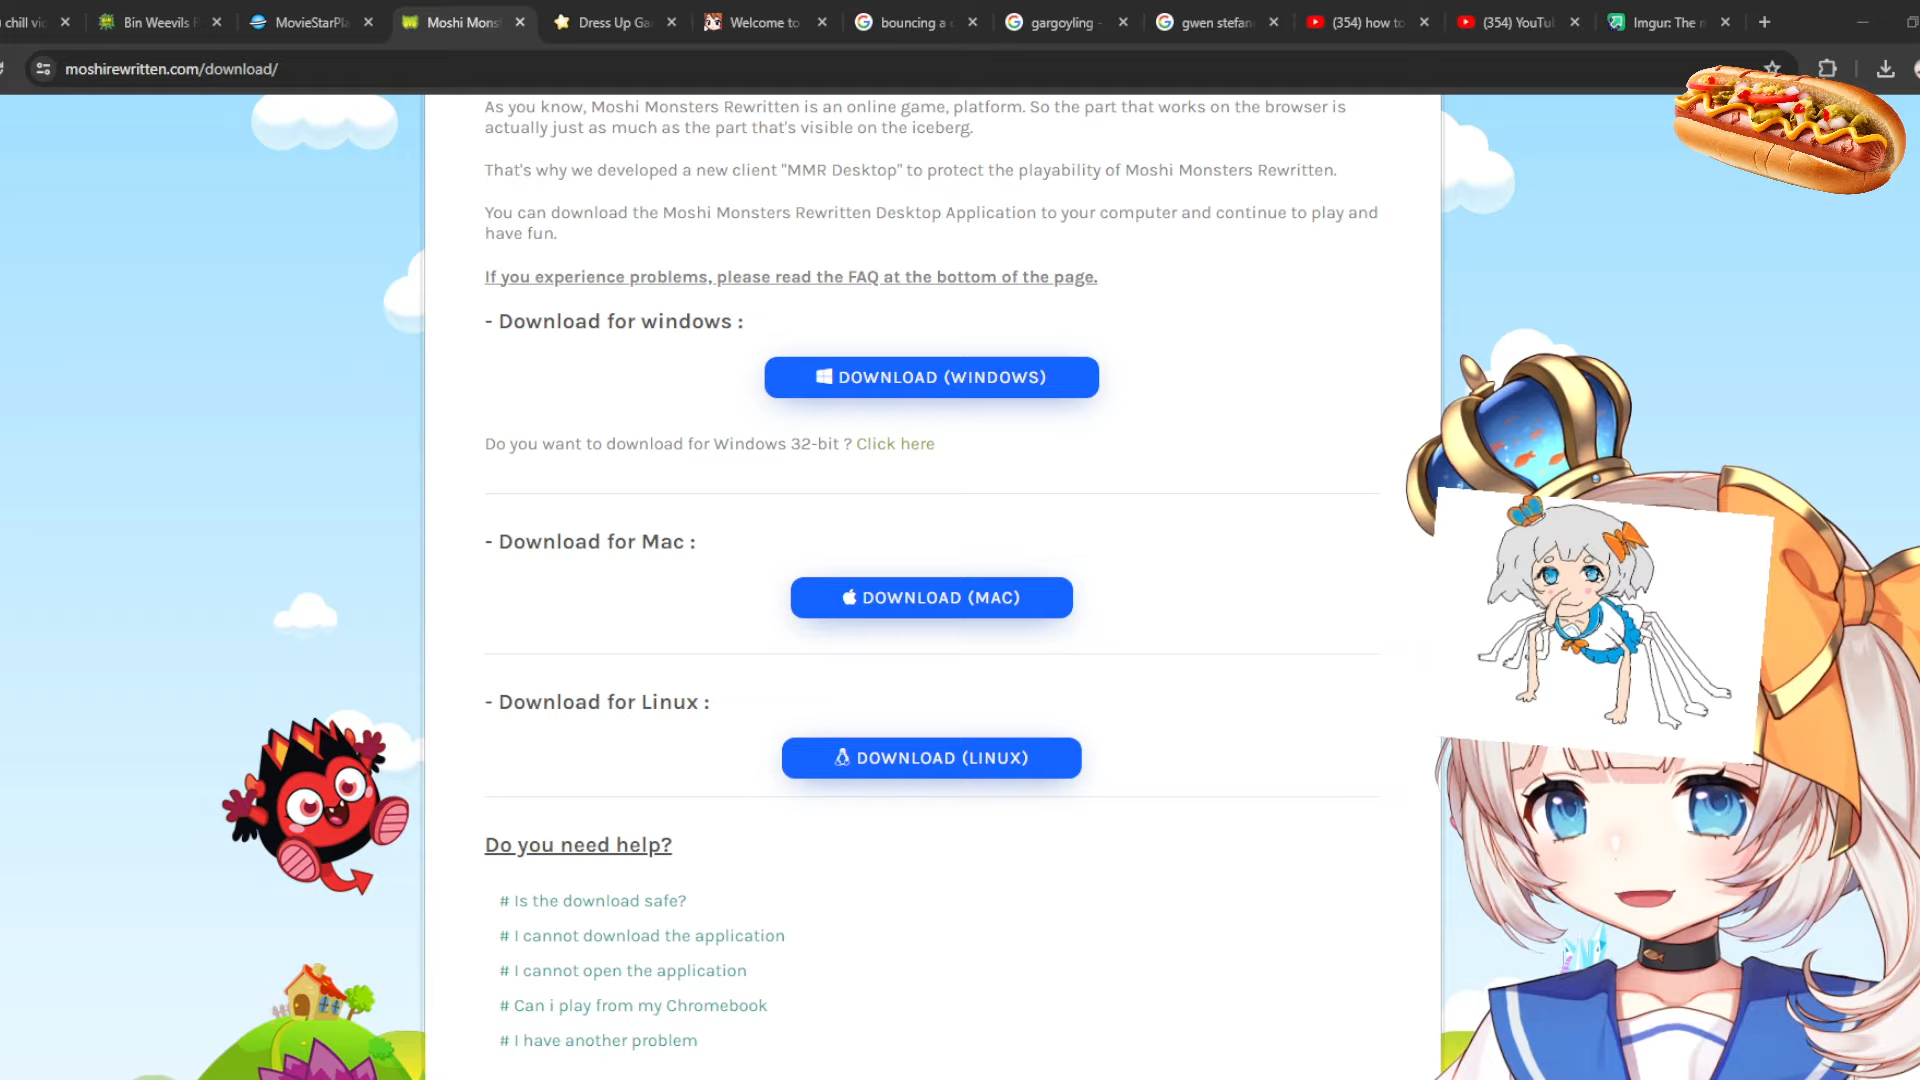 chill vi
Bin Weevils
MovieStarPla
Moshi Mons
Dress Up Ga
Welcome to
bouncing a
gargoyling -
gwen stefan
(354) how to
(354) YouTu
Imgur: The
moshirewritten.com/download/
As you know, Moshi Monsters Rewritten is an online game, platform. So the part that works on the browser is
actually just as much as the part that's visible on the iceberg.
That's why we developed a new client "MMR Desktop" to protect the playability of Moshi Monsters Rewritten.
You can download the Moshi Monsters Rewritten Desktop Application to your computer and continue to play and
have fun.
If you experience problems, please read the FAQ at the bottom of the page.
- Download for windows :
DOWNLOAD (WINDOWS)
Do you want to download for Windows 32-bit ? Click here
- Download for Mac :
DOWNLOAD (MAC)
- Download for Linux :
DOWNLOAD (LINUX)
Do you need help?
# Is the download safe?
# I cannot download the application
# I cannot open the application
# Can i play from my Chromebook
# I have another problem